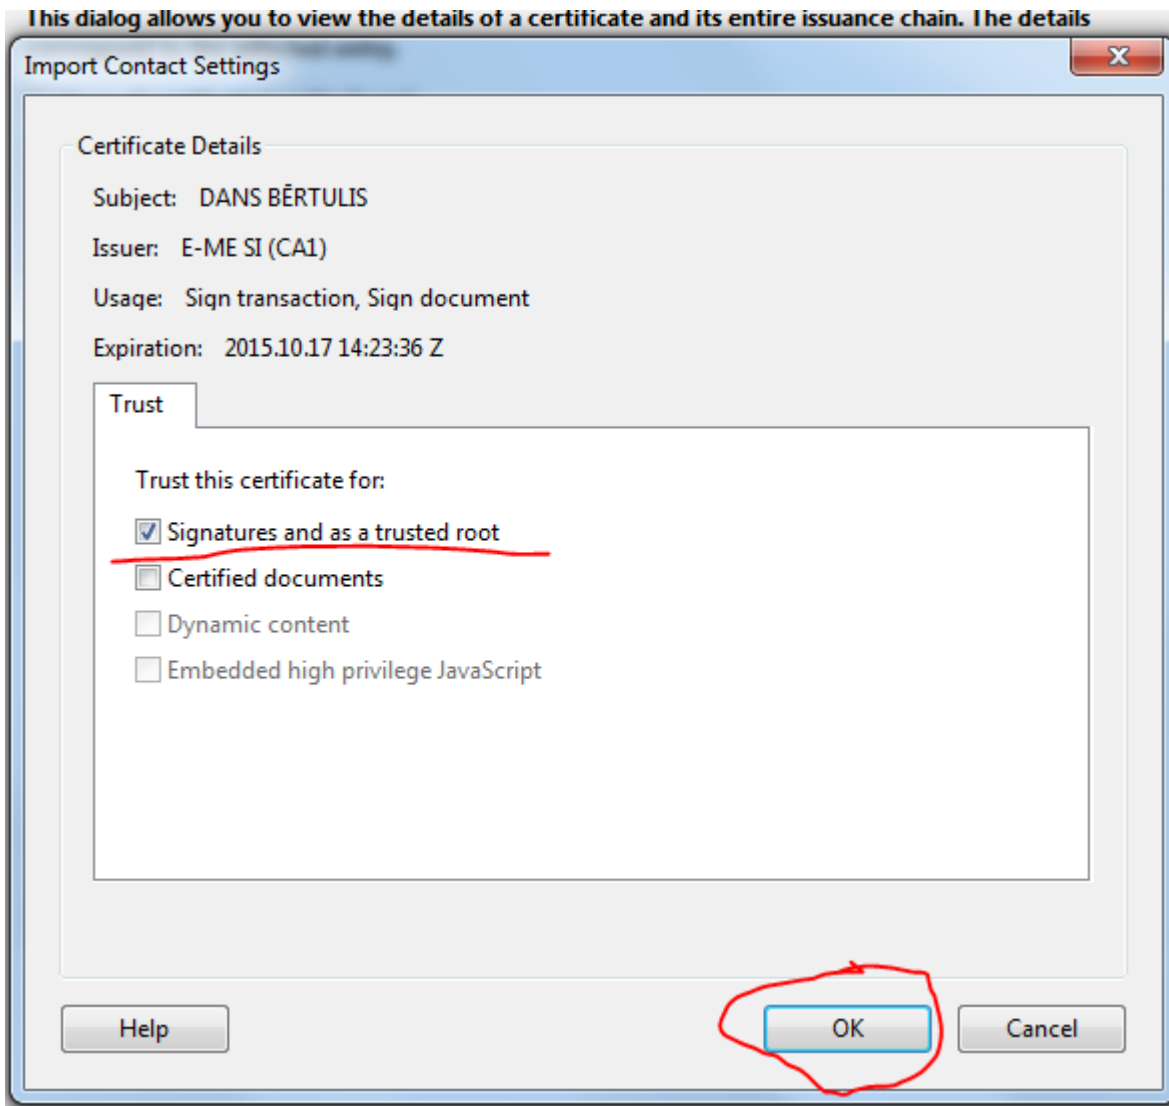 This dialog allows you to view the details of a certificate and its entire issuance chain. The details
Import Contact Settings
Certificate Details
Subject: DANS BĒRTULIS
Issuer: E-ME SI (CA1)
Usage: Sign transaction, Sign document
Expiration: 2015.10.17 14:23:36 Z
Trust
Trust this certificate for:
Signatures and as a trusted root
Certified documents
Dynamic content
Embedded high privilege JavaScript
Help
OK
Cancel